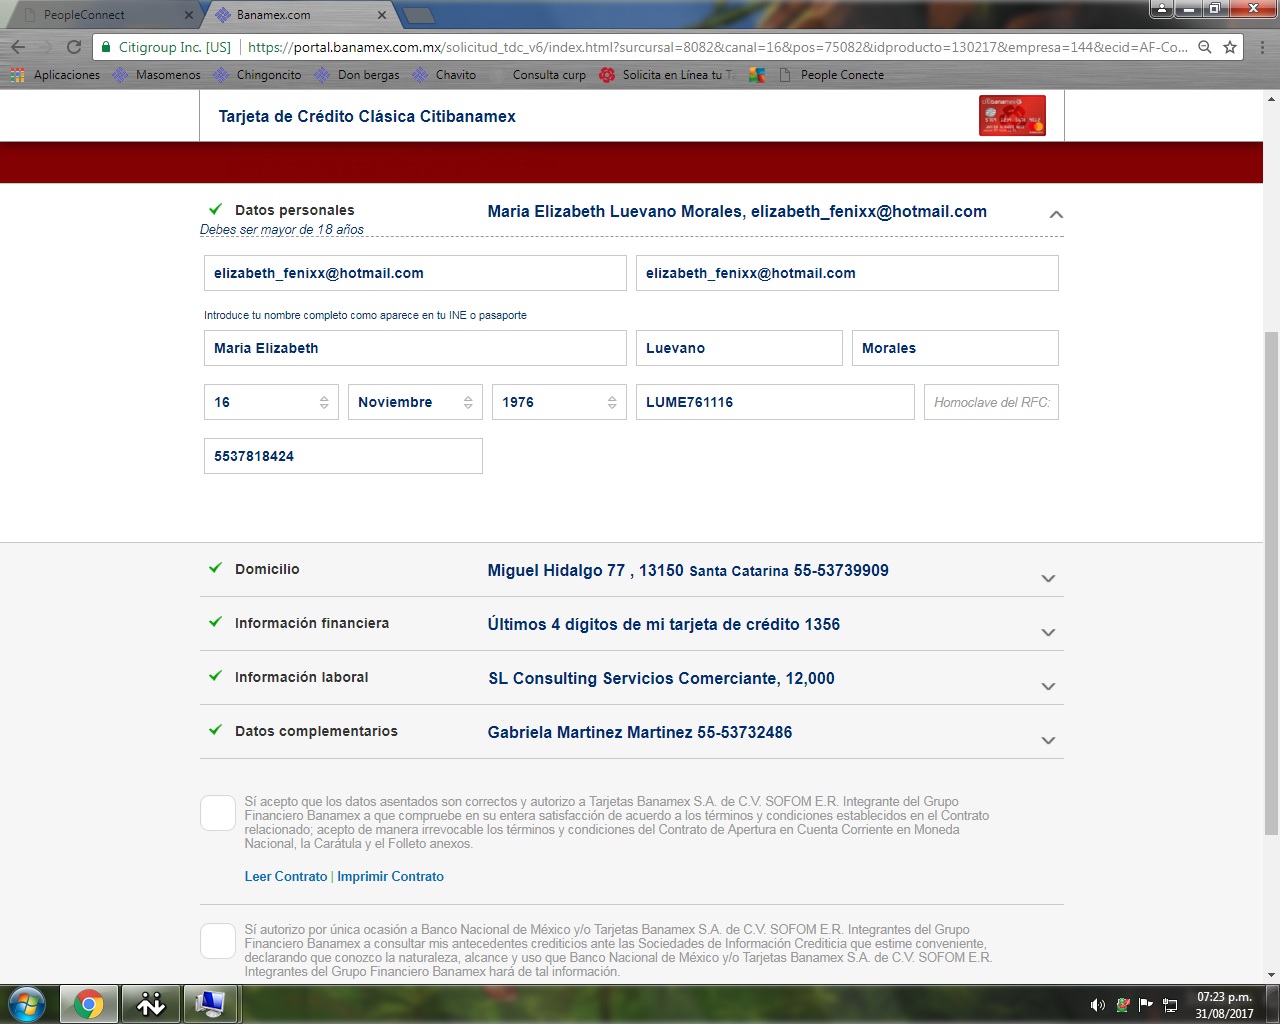 PeopleConnect
Banamex.com
Citigroup Inc. [US] https://portal.banamex.com.mx/solicitud_tdc_v6/index.html?surcursal=8082&canal=16&pos=75082&idproducto=130217&empresa=144&ecid=AF-Co...
Aplicaciones Masomenos Chingoncito Don bergas Chavito Consulta curp Solicita en Línea tu T People Conecte
Tarjeta de Crédito Clásica Citibanamex
Datos personales Maria Elizabeth Luevano Morales, elizabeth_fenixx@hotmail.com
Debes ser mayor de 18 años
elizabeth_fenixx@hotmail.com elizabeth_fenixx@hotmail.com
Introduce tu nombre completo como aparece en tu INE o pasaporte
Maria Elizabeth Luevano Morales
16 Noviembre 1976 LUME761116 Homoclave del RFC:
5537818424
Domicilio Miguel Hidalgo 77 , 13150 Santa Catarina 55-53739909
Información financiera Últimos 4 dígitos de mi tarjeta de crédito 1356
Información laboral SL Consulting Servicios Comerciante, 12,000
Datos complementarios Gabriela Martinez Martinez 55-53732486
Sí acepto que los datos asentados son correctos y autorizo a Tarjetas Banamex S.A. de C.V. SOFOM E.R. Integrante del Grupo
Financiero Banamex a que compruebe en su entera satisfacción de acuerdo a los términos y condiciones establecidos en el Contrato
relacionado; acepto de manera irrevocable los términos y condiciones del Contrato de Apertura en Cuenta Corriente en Moneda
Nacional, la Carátula y el Folleto anexos.
Leer Contrato | Imprimir Contrato
Sí autorizo por única ocasión a Banco Nacional de México y/o Tarjetas Banamex S.A. de C.V. SOFOM E.R. Integrantes del Grupo
Financiero Banamex a consultar mis antecedentes crediticios ante las Sociedades de Información Crediticia que estime conveniente,
declarando que conozco la naturaleza, alcance y uso que Banco Nacional de México y/o Tarjetas Banamex S.A. de C.V. SOFOM E.R.
Integrantes del Grupo Financiero Banamex hará de tal información.
07:23 p.m.
31/08/2017